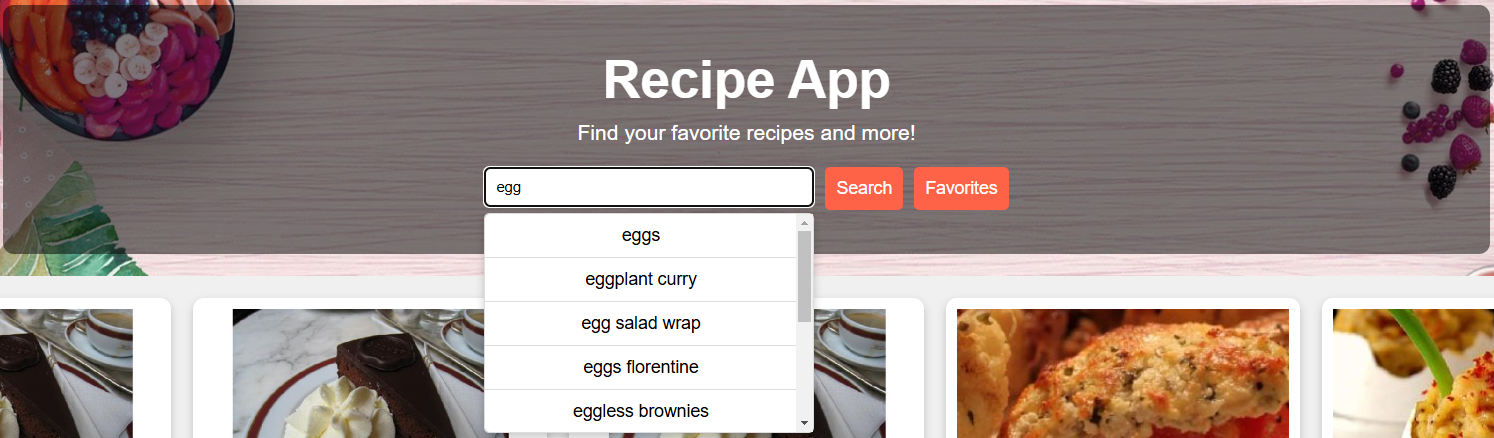 Recipe App
Find your favorite recipes and more!
egg
Search
Favorites
eggs
eggplant curry
egg salad wrap
eggs florentine
eggless brownies